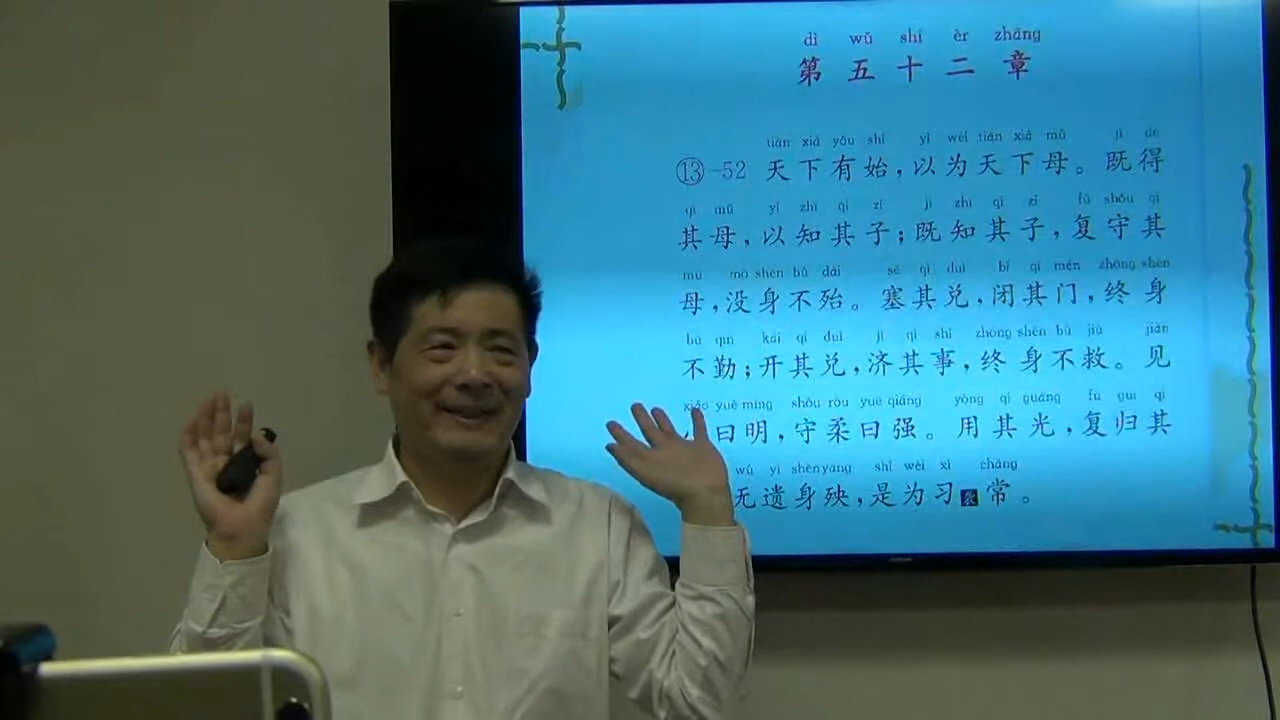 dì wǔ shí èr zhāng
第五十二章
tiān xià yǒu shǐ yǐ wéi tiān xià mǔ jì dé
⑬-52 天下有始，以为天下母。既得
qí mǔ yǐ zhī qí zǐ jì zhī qí zǐ fù shǒu qí
其母，以知其子；既知其子，复守其
mǔ mò shēn bú dài sè qí duì bì qí mén zhōng shēn
母，没身不殆。塞其兑，闭其门，终身
bù qín kāi qí duì jì qí shì zhōng shēn bú jiù jiàn
不勤；开其兑，济其事，终身不救。见
xiǎo yuē míng shǒu róu yuē qiáng yòng qí guāng fù guī qí
曰明，守柔曰强。用其光，复归其
wú yí shēn yāng shì wéi xí cháng
无遗身殃，是为习常。